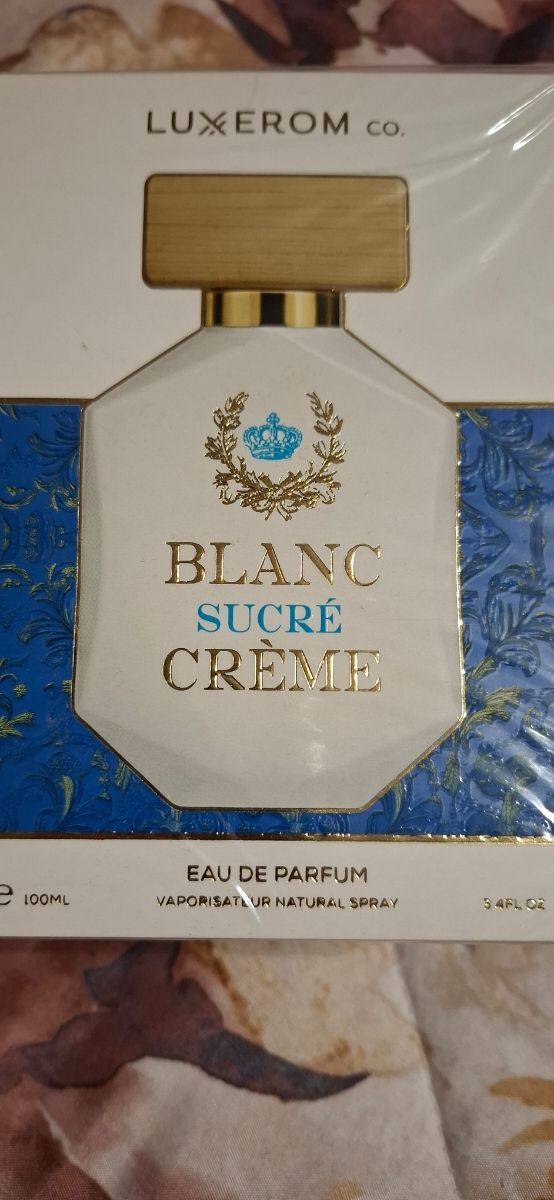 LUXEROM CO.
BLANC
SUCRÉ
CRÈME
EAU DE PARFUM
e 100ML
VAPORISATEUR NATURAL SPRAY
3.4FL OZ